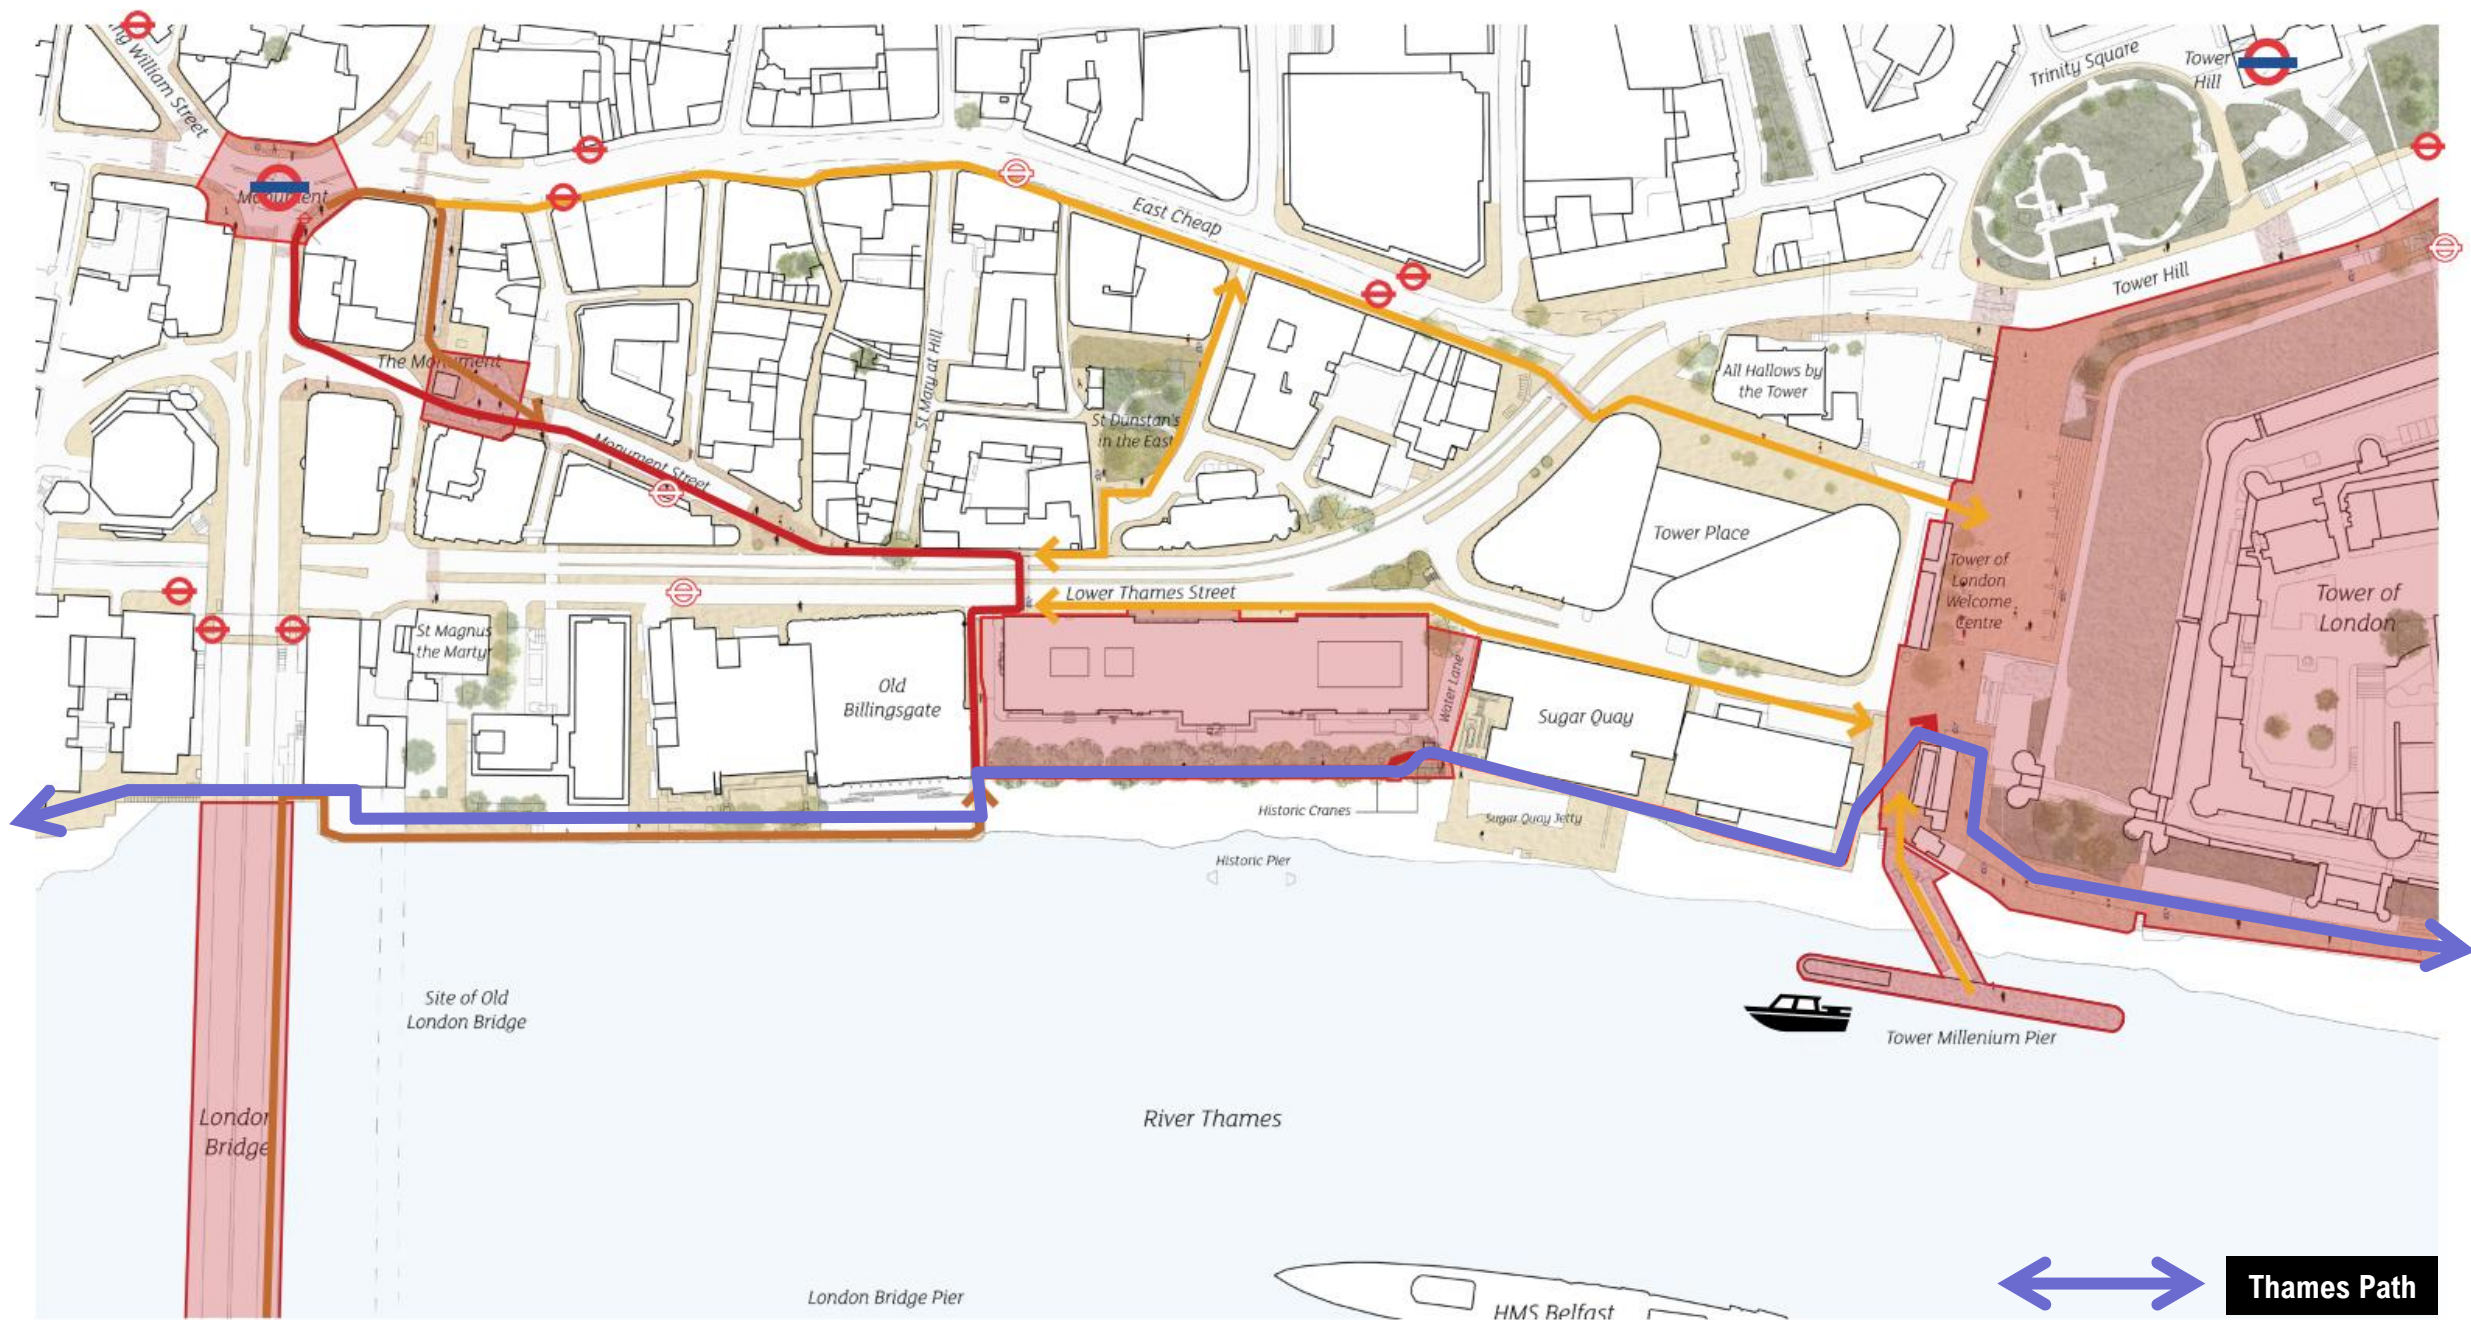 ng William Street
Trinity Square
Tower
Hill
Monument
East Cheap
Tower Hill
The Monument
All Hallows by
the Tower
St Mary at Hill
St Dunstan's
in the East
Monument Street
Tower Place
Tower of
London
Welcome
Centre
Lower Thames Street
Tower of
London
St Magnus
the Martyr
Old
Billingsgate
Water Lane
Sugar Quay
Historic Cranes
Sugar Quay Jetty
Historic Pier
Site of Old
London Bridge
Tower Millenium Pier
London
Bridge
River Thames
London Bridge Pier
HMS Belfast
Thames Path